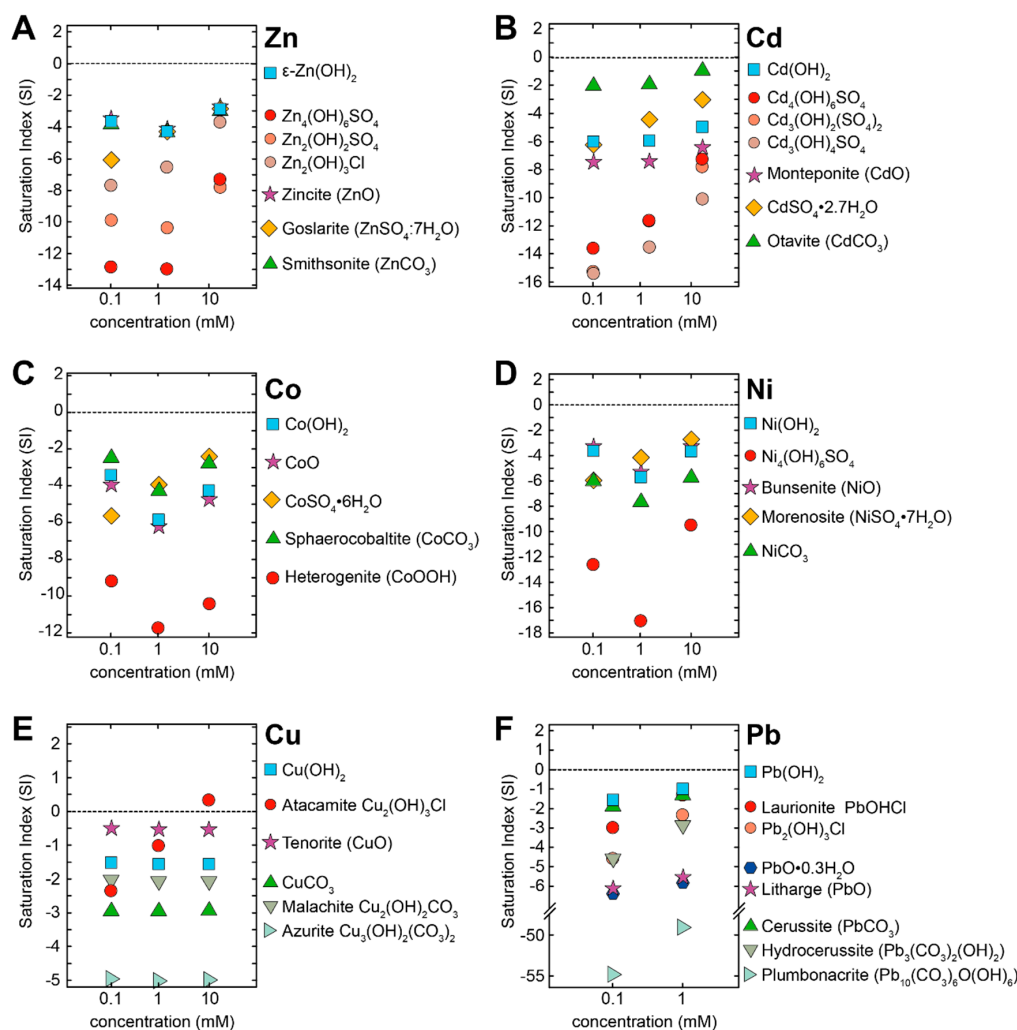 A
Zn
Saturation Index (SI)
2
0
-2
-4
-6
-8
-10
-12
-14
0.1
1
10
concentration (mM)
ε-Zn(OH)₂
Zn₄(OH)₆SO₄
Zn₂(OH)₂SO₄
Zn₂(OH)₃Cl
Zincite (ZnO)
Goslarite (ZnSO₄:7H₂O)
Smithsonite (ZnCO₃)
B
Cd
Saturation Index (SI)
2
0
-2
-4
-6
-8
-10
-12
-14
-16
0.1
1
10
concentration (mM)
Cd(OH)₂
Cd₄(OH)₆SO₄
Cd₃(OH)₂(SO₄)₂
Cd₃(OH)₄SO₄
Monteponite (CdO)
CdSO₄•2.7H₂O
Otavite (CdCO₃)
C
Co
Saturation Index (SI)
2
0
-2
-4
-6
-8
-10
-12
0.1
1
10
concentration (mM)
Co(OH)₂
CoO
CoSO₄•6H₂O
Sphaerocobaltite (CoCO₃)
Heterogenite (CoOOH)
D
Ni
Saturation Index (SI)
2
0
-2
-4
-6
-8
-10
-12
-14
-16
-18
0.1
1
10
concentration (mM)
Ni(OH)₂
Ni₄(OH)₆SO₄
Bunsenite (NiO)
Morenosite (NiSO₄•7H₂O)
NiCO₃
E
Cu
Saturation Index (SI)
2
1
0
-1
-2
-3
-4
-5
0.1
1
10
concentration (mM)
Cu(OH)₂
Atacamite Cu₂(OH)₃Cl
Tenorite (CuO)
CuCO₃
Malachite Cu₂(OH)₂CO₃
Azurite Cu₃(OH)₂(CO₃)₂
F
Pb
Saturation Index (SI)
2
1
0
-1
-2
-3
-4
-5
-6
-50
-55
0.1
1
concentration (mM)
Pb(OH)₂
Laurionite PbOHCl
Pb₂(OH)₃Cl
PbO•0.3H₂O
Litharge (PbO)
Cerussite (PbCO₃)
Hydrocerussite (Pb₃(CO₃)₂(OH)₂)
Plumbonacrite (Pb₁₀(CO₃)₆O(OH)₆)